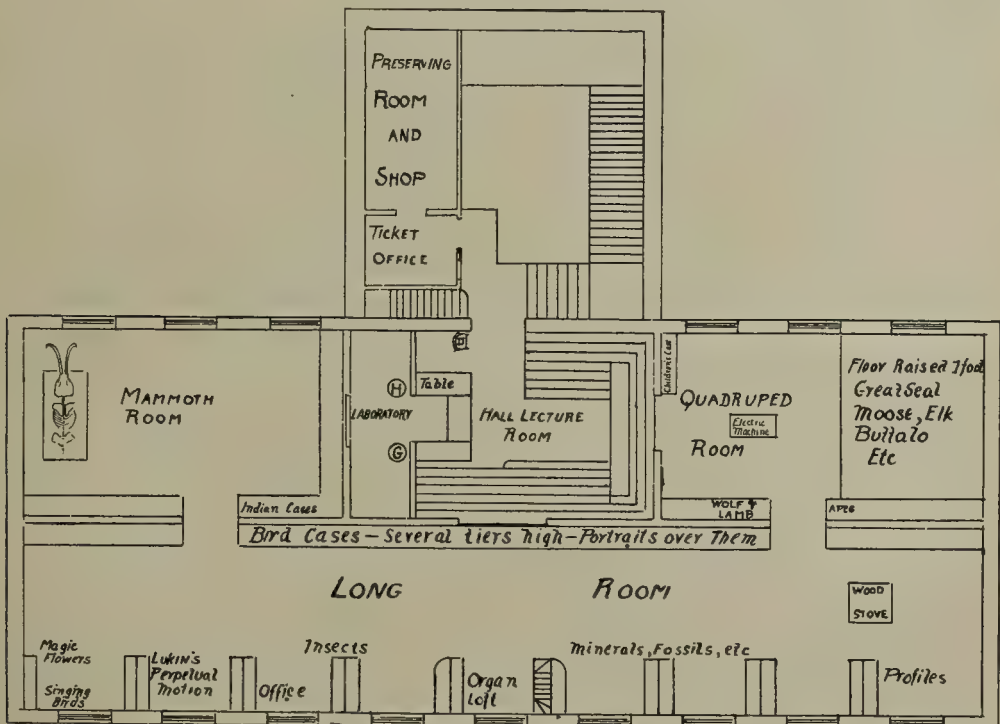 PRESERVING
ROOM
AND
SHOP
TICKET
OFFICE
MAMMOTH
ROOM
H
Table
LABORATORY
G
HALL LECTURE
ROOM
Children's Case
QUADRUPED
Electric
Machine
ROOM
Floor Raised 1 foot
Great Seal
Moose, Elk
Buffalo
Etc
Indian Cases
WOLF &
LAMB
APES
Bird Cases – Several tiers high – Portraits over Them
LONG ROOM
WOOD
STOVE
Magic
Flowers
Singing
Birds
Lukin's
Perpetual
Motion
Office
Insects
Organ
Loft
Minerals, Fossils, etc
Profiles